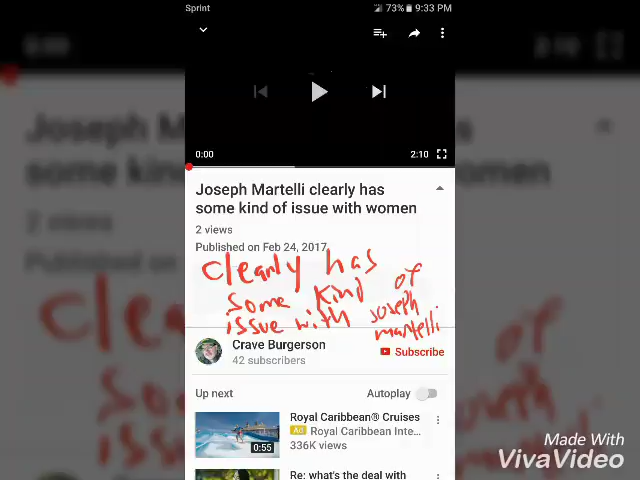 Sprint 73% 9:33 PM
0:00 2:10
Joseph Martelli clearly has
some kind of issue with women
2 views
Published on Feb 24, 2017
Clearly has
some kind of
issue with Joseph
martelli
Crave Burgerson
42 subscribers
Subscribe
Up next Autoplay
Royal Caribbean® Cruises
Ad Royal Caribbean Inte...
336K views
0:55
Re: what's the deal with
Made With
VivaVideo